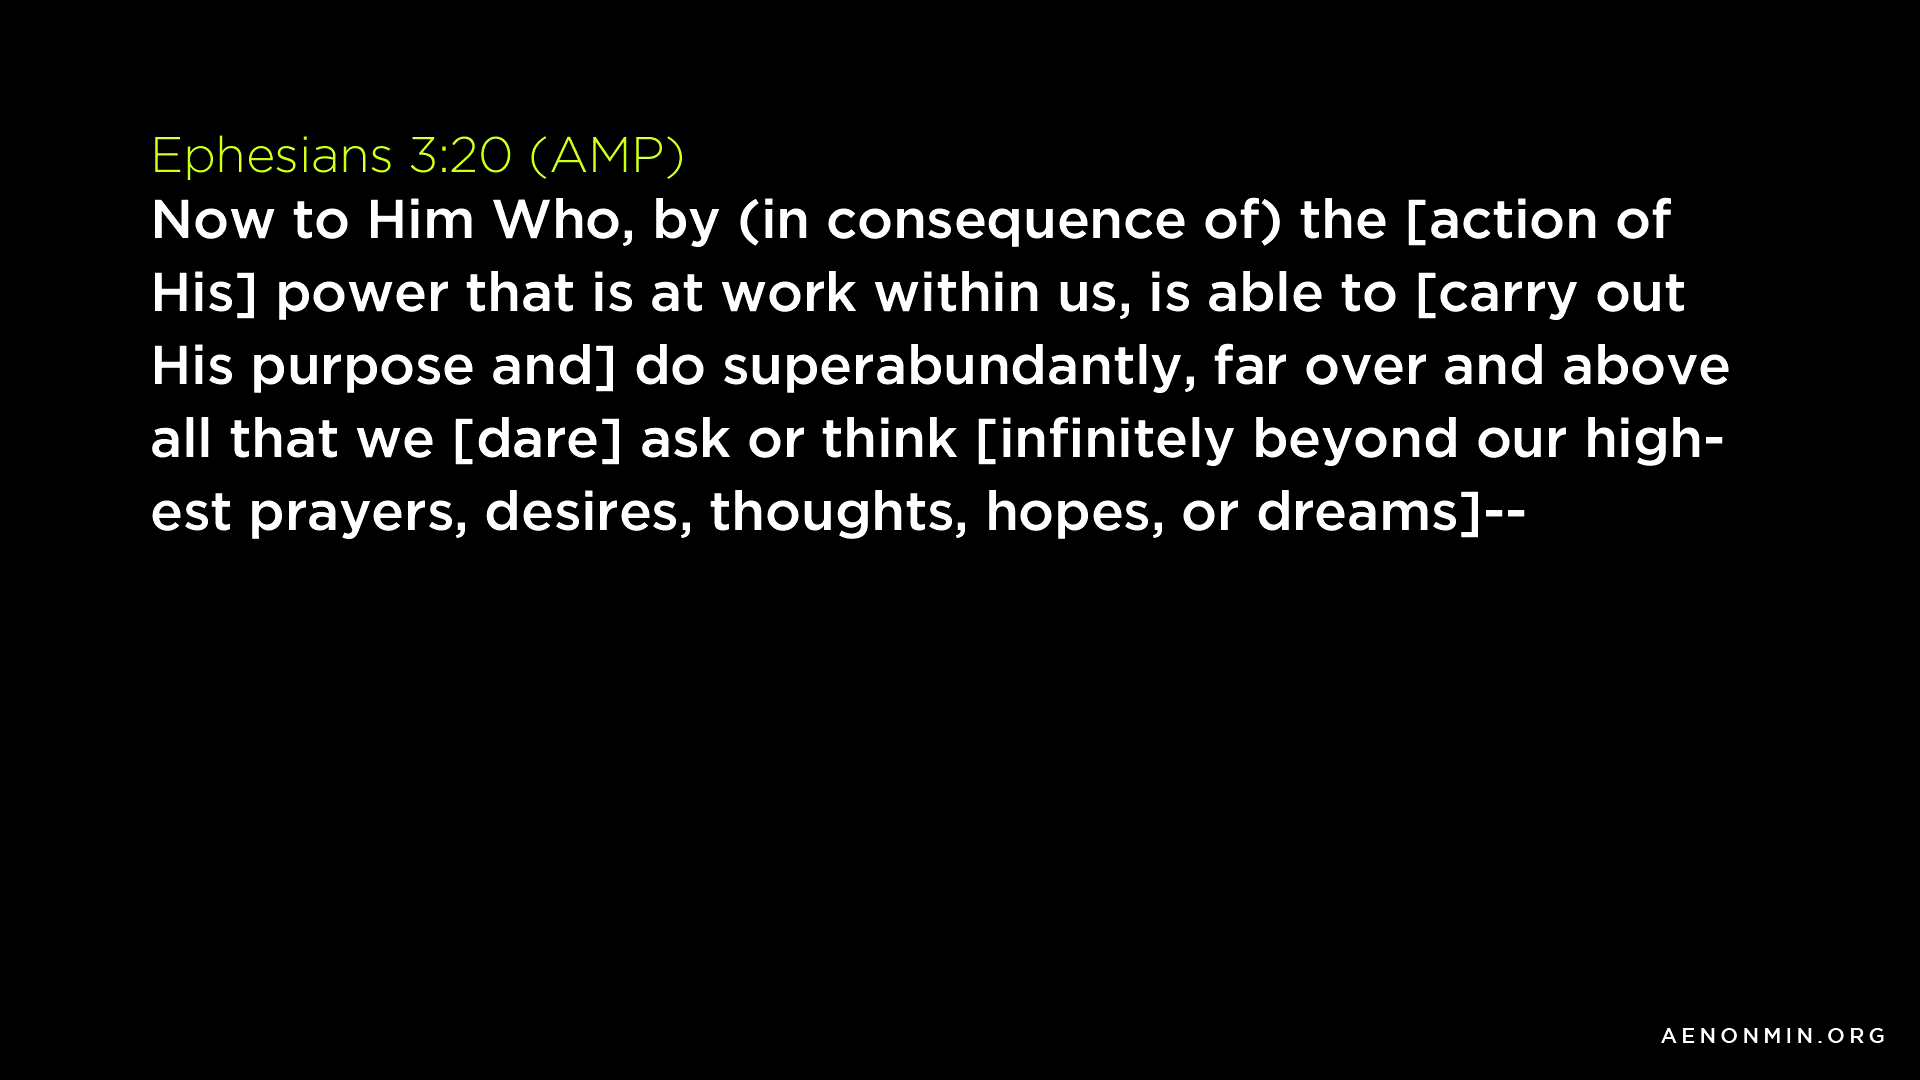 Ephesians 3:20 (AMP)
Now to Him Who, by (in consequence of) the [action of
His] power that is at work within us, is able to [carry out
His purpose and] do superabundantly, far over and above
all that we [dare] ask or think [infinitely beyond our high-
est prayers, desires, thoughts, hopes, or dreams]--
AENONMIN.ORG